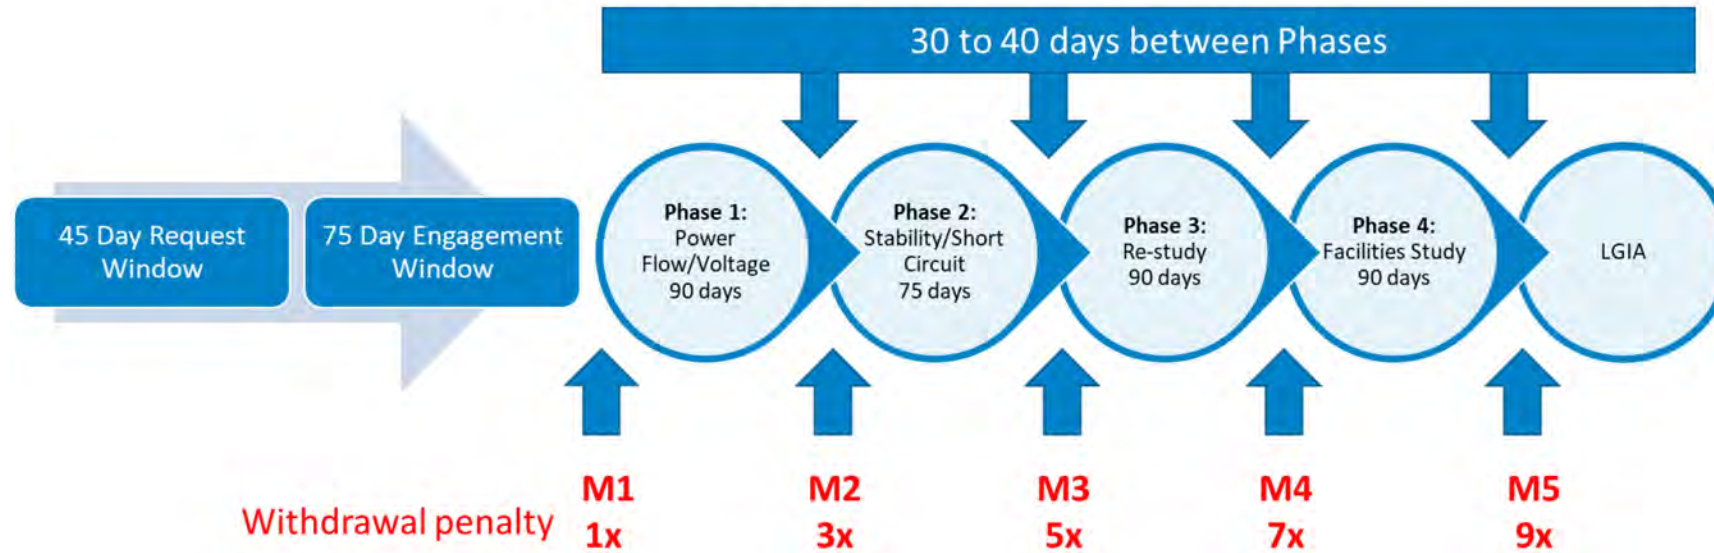 30 to 40 days between Phases
45 Day Request
Window
75 Day Engagement
Window
Phase 1:
Power
Flow/Voltage
90 days
Phase 2:
Stability/Short
Circuit
75 days
Phase 3:
Re-study
90 days
Phase 4:
Facilities Study
90 days
LGIA
M1
M2
M3
M4
M5
Withdrawal penalty
1x
3x
5x
7x
9x